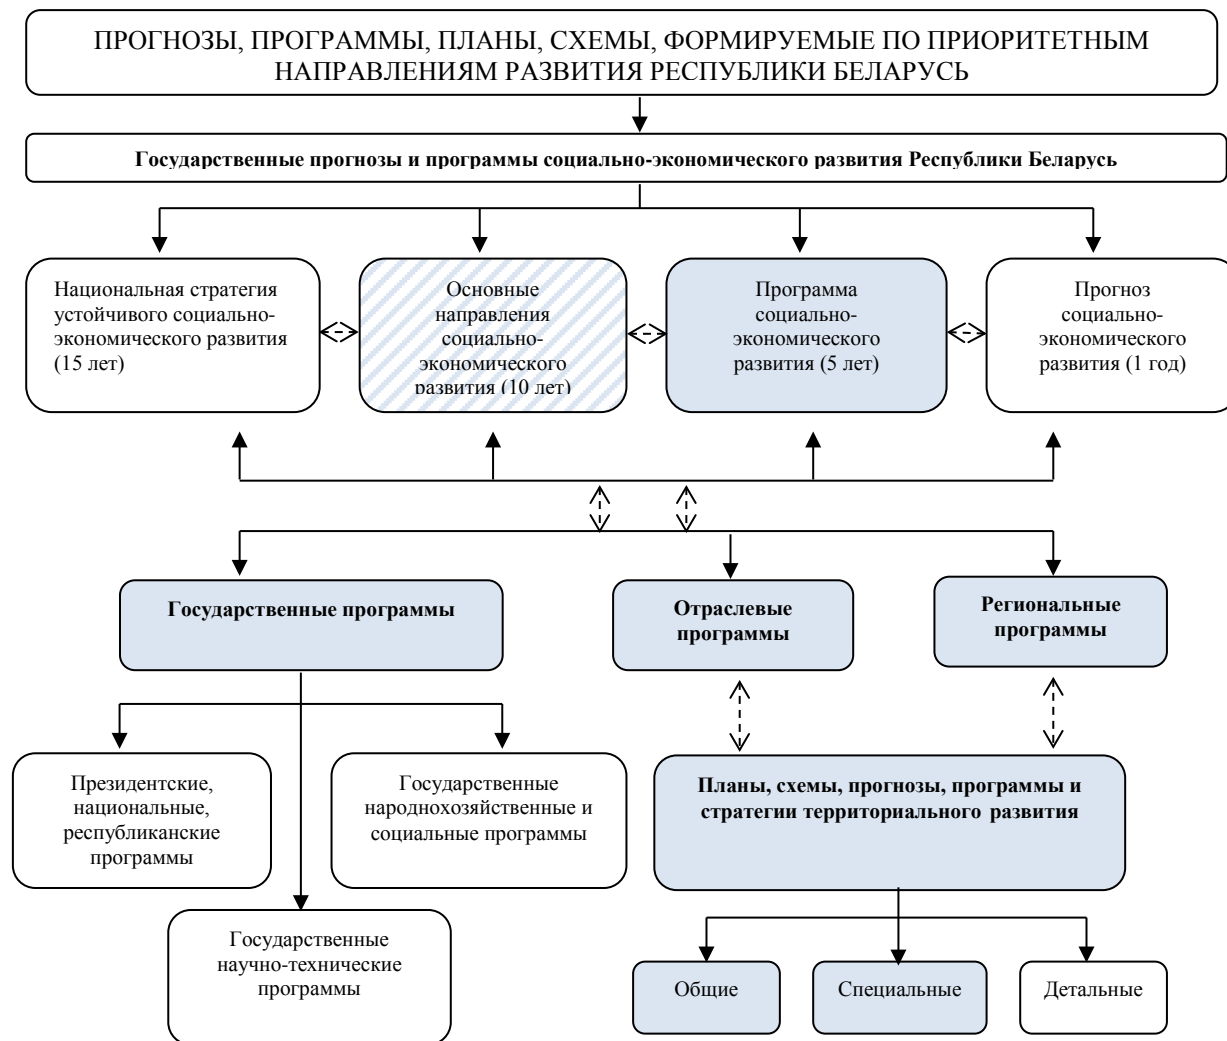 ПРОГНОЗЫ, ПРОГРАММЫ, ПЛАНЫ, СХЕМЫ, ФОРМИРУЕМЫЕ ПО ПРИОРИТЕТНЫМ
НАПРАВЛЕНИЯМ РАЗВИТИЯ РЕСПУБЛИКИ БЕЛАРУСЬ
Государственные прогнозы и программы социально-экономического развития Республики Беларусь
Национальная стратегия
устойчивого социально-
экономического развития
(15 лет)
Основные
направления
социально-
экономического
развития (10 лет)
Программа
социально-
экономического
развития (5 лет)
Прогноз
социально-
экономического
развития (1 год)
Государственные программы
Отраслевые
программы
Региональные
программы
Президентские,
национальные,
республиканские
программы
Государственные
народнохозяйственные и
социальные программы
Государственные
научно-технические
программы
Планы, схемы, прогнозы, программы и
стратегии территориального развития
Общие
Специальные
Детальные